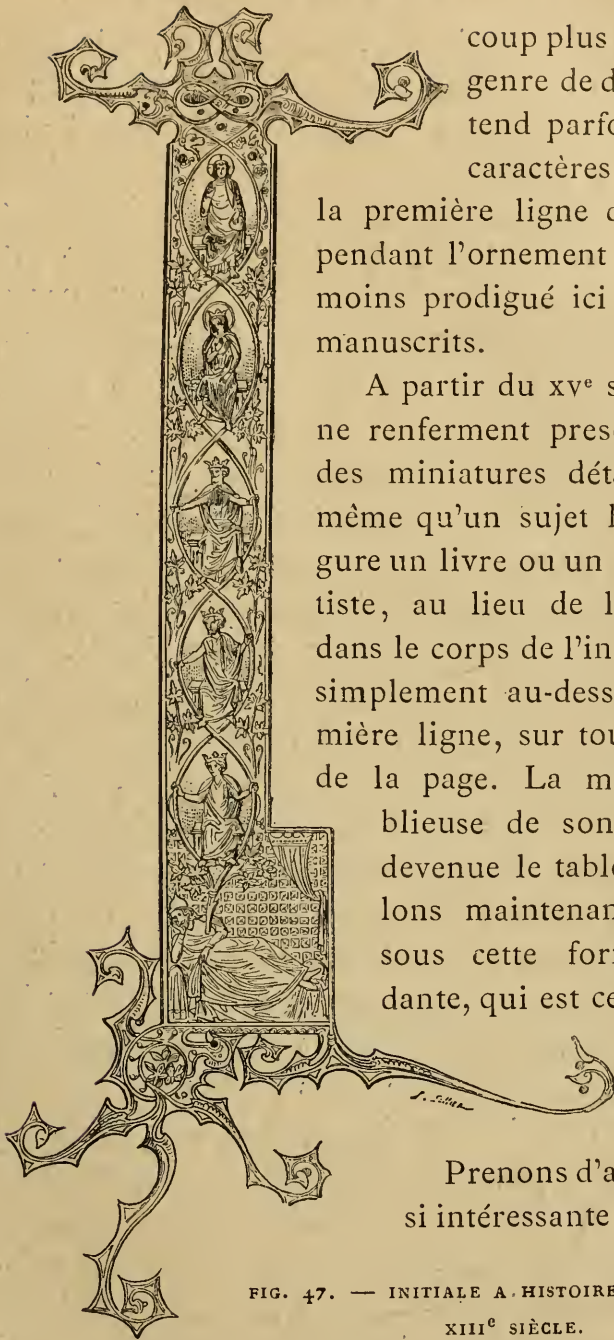 coup plus
genre de d
tend parfo
caractères
la première ligne d
pendant l'ornement
moins prodigué ici
manuscrits.
A partir du xvᵉ s
ne renferment pres
des miniatures déta
même qu'un sujet
gure un livre ou un
tiste, au lieu de l
dans le corps de l'in
simplement au-dess
mière ligne, sur tou
de la page. La m
blieuse de son
devenue le table
lons maintenan
sous cette for
dante, qui est ce
Prenons d'a
si intéressante
FIG. 47. — INITIALE A HISTOIRE
XIIIᵉ SIÈCLE.